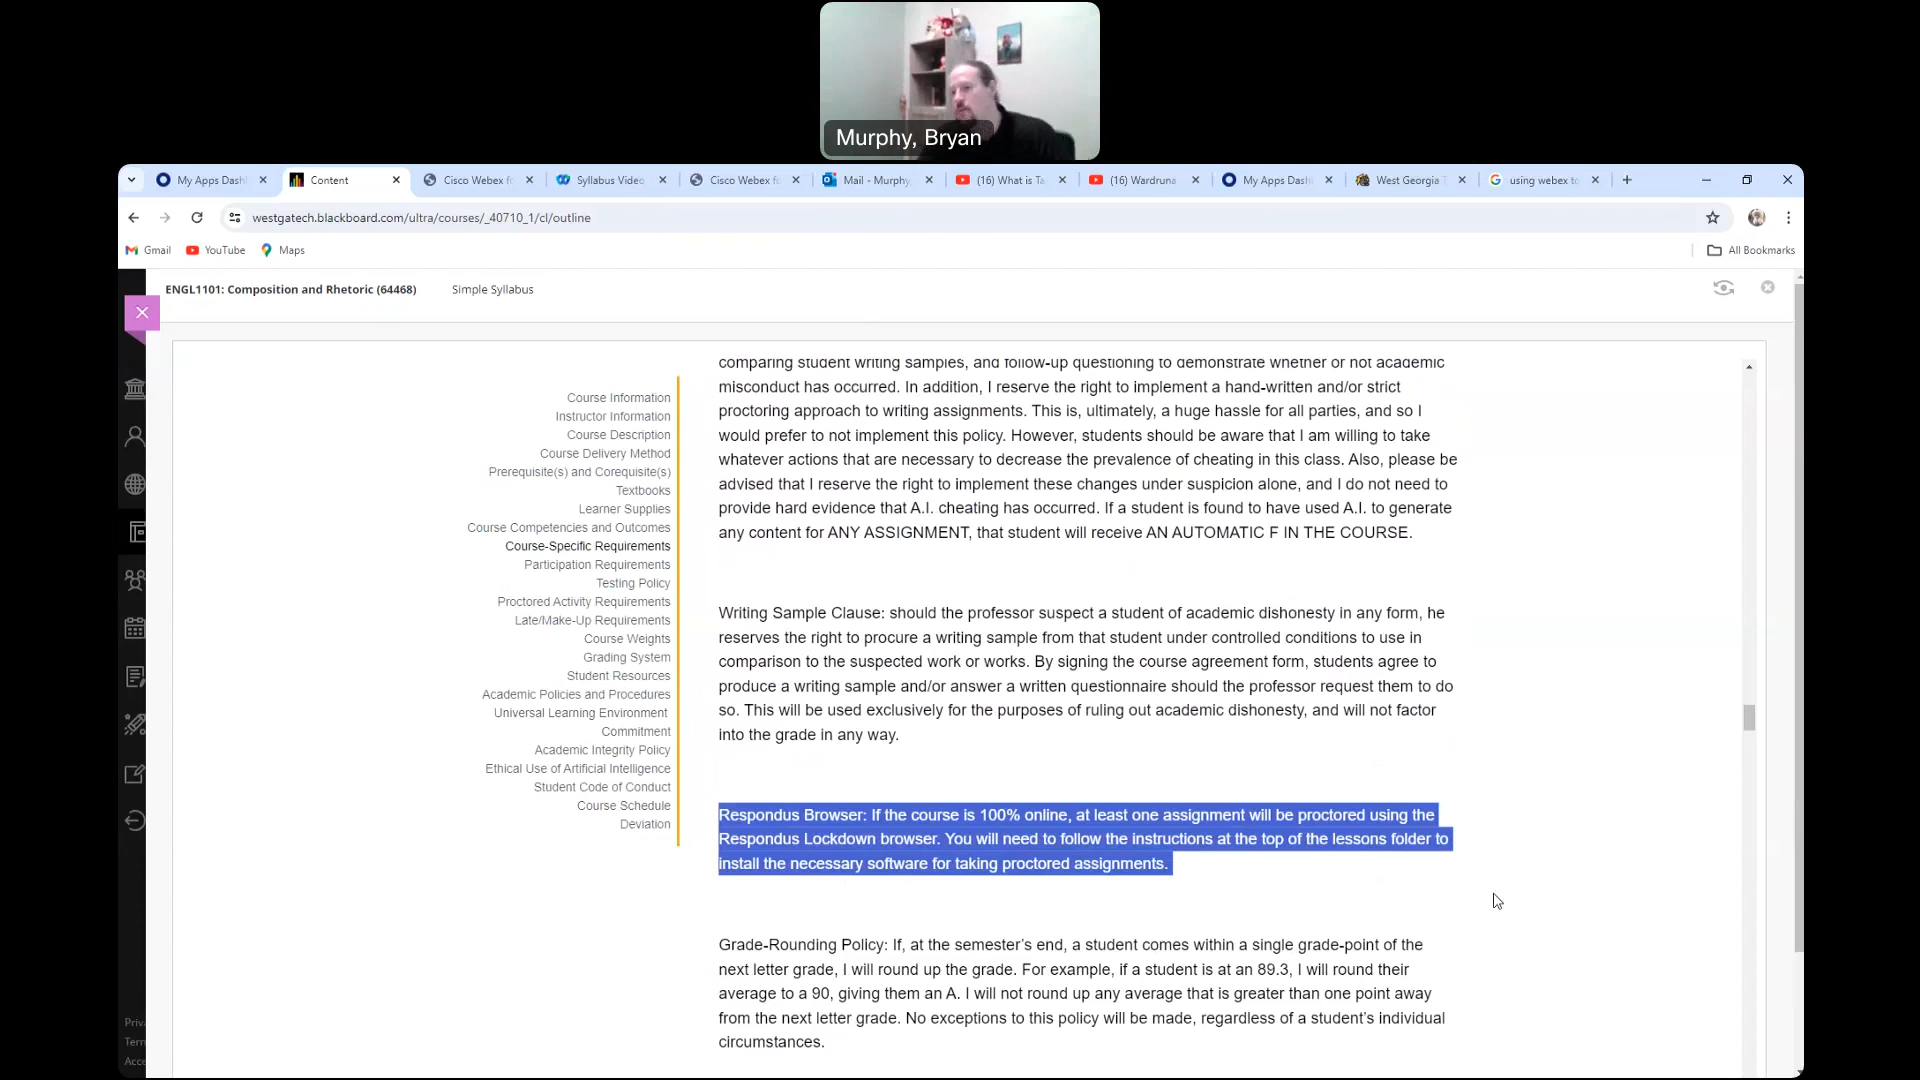 Murphy, Bryan
My Apps Dash
Content
Cisco Webex fo
Syllabus Video
Cisco Webex fo
Mail - Murphy,
(16) What is Ta
(16) Wardruna
My Apps Dash
West Georgia T
using webex to
westgatech.blackboard.com/ultra/courses/_40710_1/cl/outline
Gmail
YouTube
Maps
All Bookmarks
ENGL1101: Composition and Rhetoric (64468)
Simple Syllabus
Course Information
Instructor Information
Course Description
Course Delivery Method
Prerequisite(s) and Corequisite(s)
Textbooks
Learner Supplies
Course Competencies and Outcomes
Course-Specific Requirements
Participation Requirements
Testing Policy
Proctored Activity Requirements
Late/Make-Up Requirements
Course Weights
Grading System
Student Resources
Academic Policies and Procedures
Universal Learning Environment
Commitment
Academic Integrity Policy
Ethical Use of Artificial Intelligence
Student Code of Conduct
Course Schedule
Deviation
comparing student writing samples, and follow-up questioning to demonstrate whether or not academic
misconduct has occurred. In addition, I reserve the right to implement a hand-written and/or strict
proctoring approach to writing assignments. This is, ultimately, a huge hassle for all parties, and so I
would prefer to not implement this policy. However, students should be aware that I am willing to take
whatever actions that are necessary to decrease the prevalence of cheating in this class. Also, please be
advised that I reserve the right to implement these changes under suspicion alone, and I do not need to
provide hard evidence that A.I. cheating has occurred. If a student is found to have used A.I. to generate
any content for ANY ASSIGNMENT, that student will receive AN AUTOMATIC F IN THE COURSE.
Writing Sample Clause: should the professor suspect a student of academic dishonesty in any form, he
reserves the right to procure a writing sample from that student under controlled conditions to use in
comparison to the suspected work or works. By signing the course agreement form, students agree to
produce a writing sample and/or answer a written questionnaire should the professor request them to do
so. This will be used exclusively for the purposes of ruling out academic dishonesty, and will not factor
into the grade in any way.
Respondus Browser: If the course is 100% online, at least one assignment will be proctored using the
Respondus Lockdown browser. You will need to follow the instructions at the top of the lessons folder to
install the necessary software for taking proctored assignments.
Grade-Rounding Policy: If, at the semester's end, a student comes within a single grade-point of the
next letter grade, I will round up the grade. For example, if a student is at an 89.3, I will round their
average to a 90, giving them an A. I will not round up any average that is greater than one point away
from the next letter grade. No exceptions to this policy will be made, regardless of a student's individual
circumstances.
Priva
Term
Acce